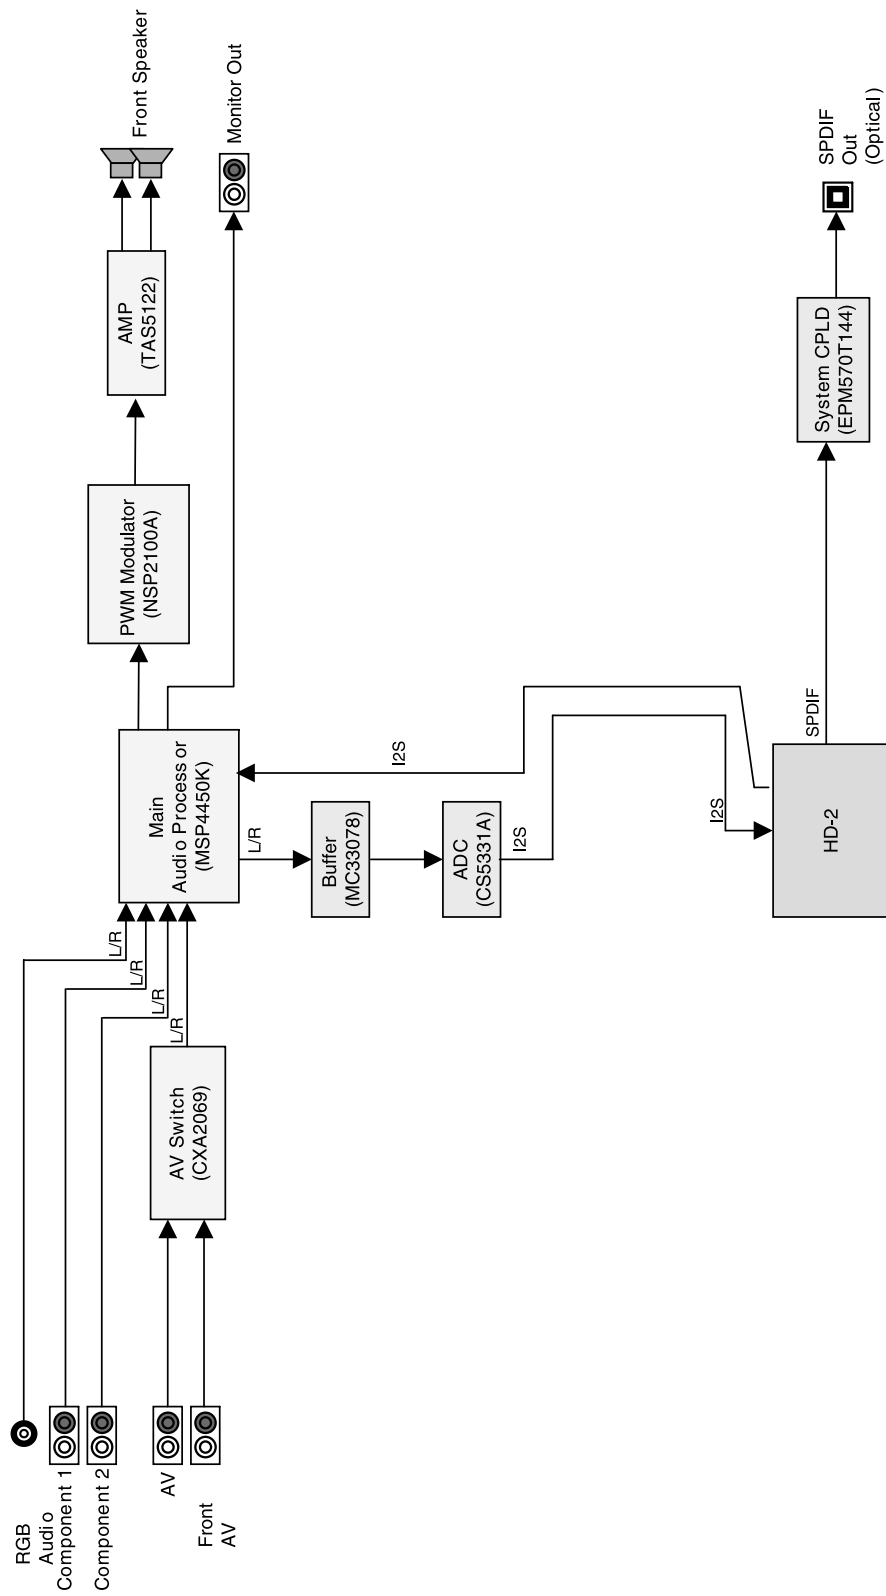 RGB
Audio
Component 1
Component 2
AV
Front
AV
AV Switch
(CXA2069)
L/R
L/R
L/R
L/R
Main
Audio Process or
(MSP4450K)
PWM Modulator
(NSP2100A)
AMP
(TAS5122)
Front Speaker
Monitor Out
L/R
Buffer
(MC33078)
ADC
(CS5331A)
I2S
I2S
I2S
HD-2
SPDIF
System CPLD
(EPM570T144)
SPDIF
Out
(Optical)